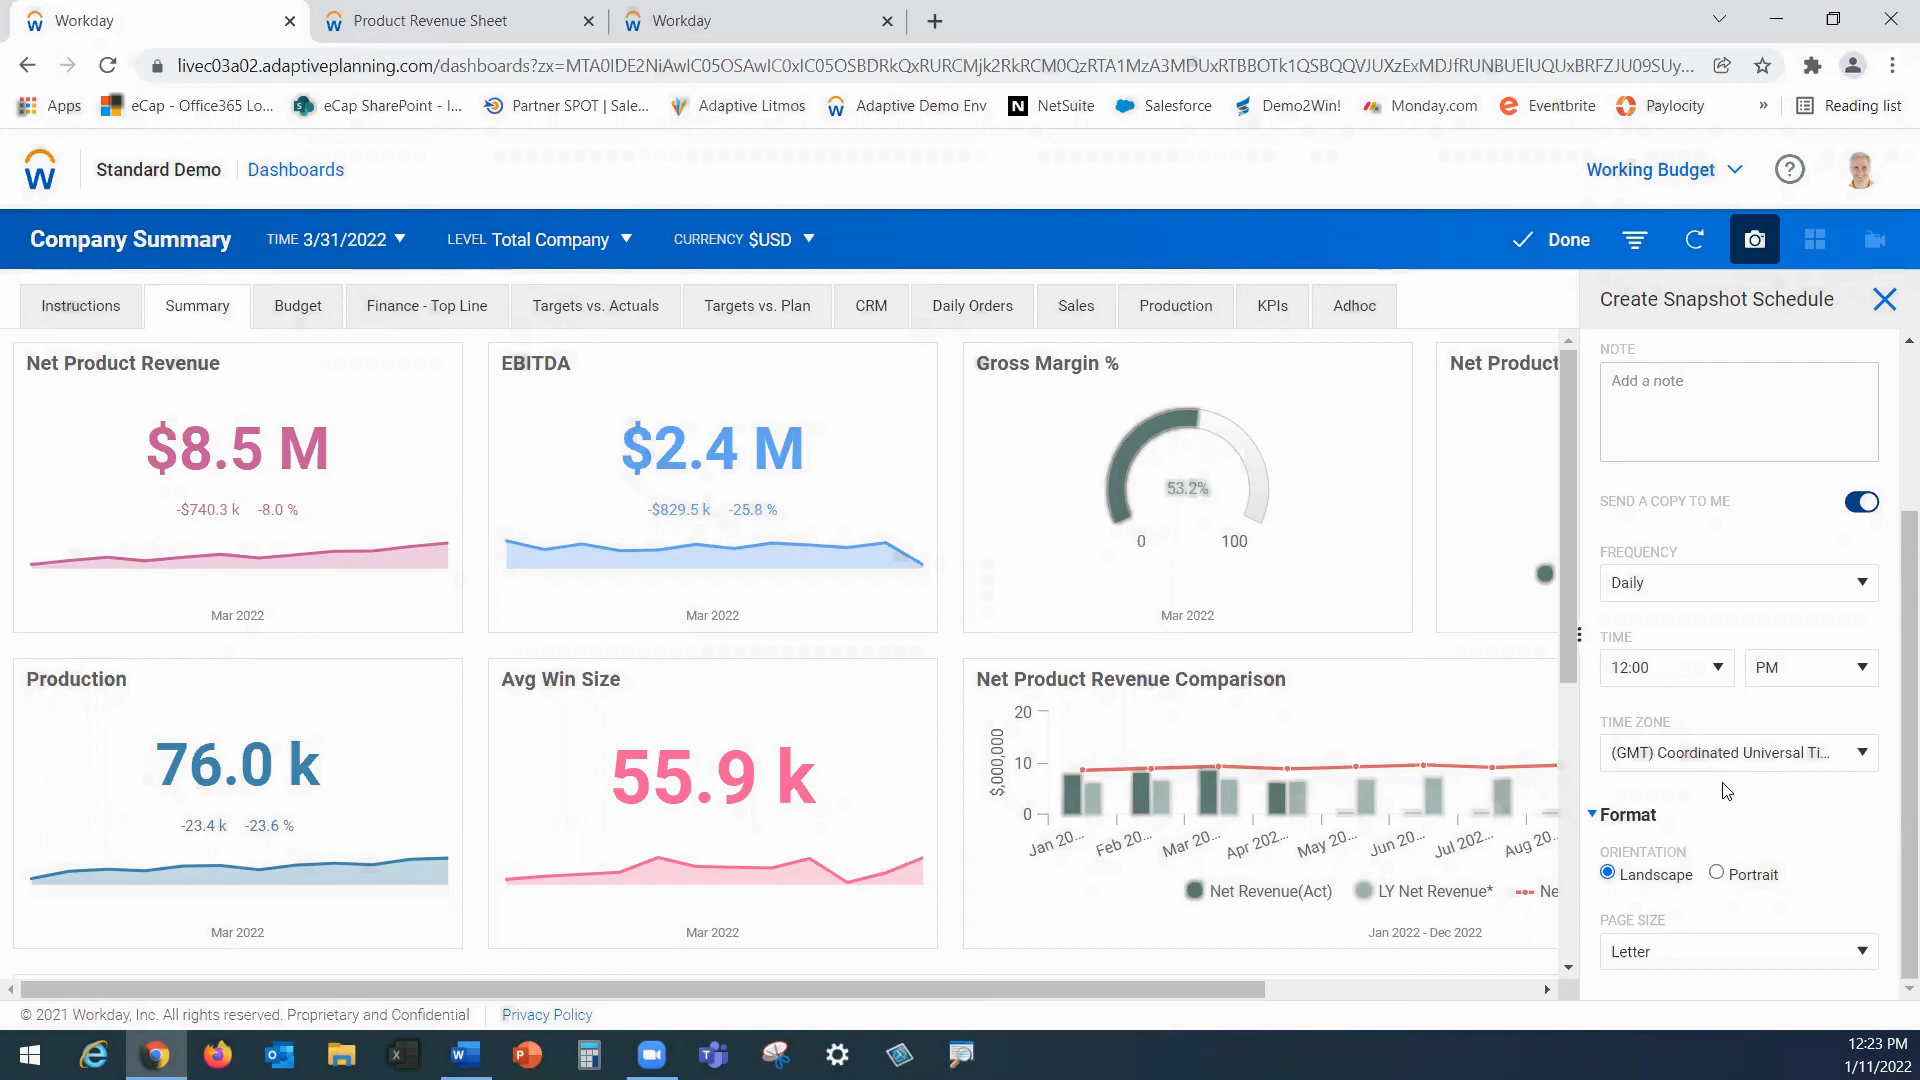 Workday
Product Revenue Sheet
Workday
livec03a02.adaptiveplanning.com/dashboards?
Apps
eCap - Office365 Lo...
eCap SharePoint - I...
Partner SPOT | Sale...
Adaptive Litmos
Adaptive Demo Env
NetSuite
Salesforce
Demo2Win!
Monday.com
Eventbrite
Paylocity
»
Reading list
Standard Demo
Dashboards
Working Budget
Company Summary
TIME 3/31/2022
LEVEL Total Company
CURRENCY $USD
Done
Instructions
Summary
Budget
Finance - Top Line
Targets vs. Actuals
Targets vs. Plan
CRM
Daily Orders
Sales
Production
KPIs
Adhoc
Net Product Revenue
$8.5 M
-$740.3 k -8.0 %
Mar 2022
EBITDA
$2.4 M
-$829.5 k -25.8 %
Mar 2022
Gross Margin %
53.2%
0 100
Mar 2022
Net Product
Production
76.0 k
-23.4 k -23.6 %
Mar 2022
Avg Win Size
55.9 k
Mar 2022
Net Product Revenue Comparison
$,000,000
20
10
0
Jan 20...
Feb 20...
Mar 20...
Apr 202...
May 20...
Jun 20...
Jul 202...
Aug 20...
Net Revenue(Act)
LY Net Revenue*
Ne
Jan 2022 - Dec 2022
Create Snapshot Schedule
NOTE
Add a note
SEND A COPY TO ME
FREQUENCY
Daily
TIME
12:00
PM
TIME ZONE
(GMT) Coordinated Universal Ti...
Format
ORIENTATION
Landscape
Portrait
PAGE SIZE
Letter
© 2021 Workday, Inc. All rights reserved. Proprietary and Confidential
Privacy Policy
12:23 PM
1/11/2022